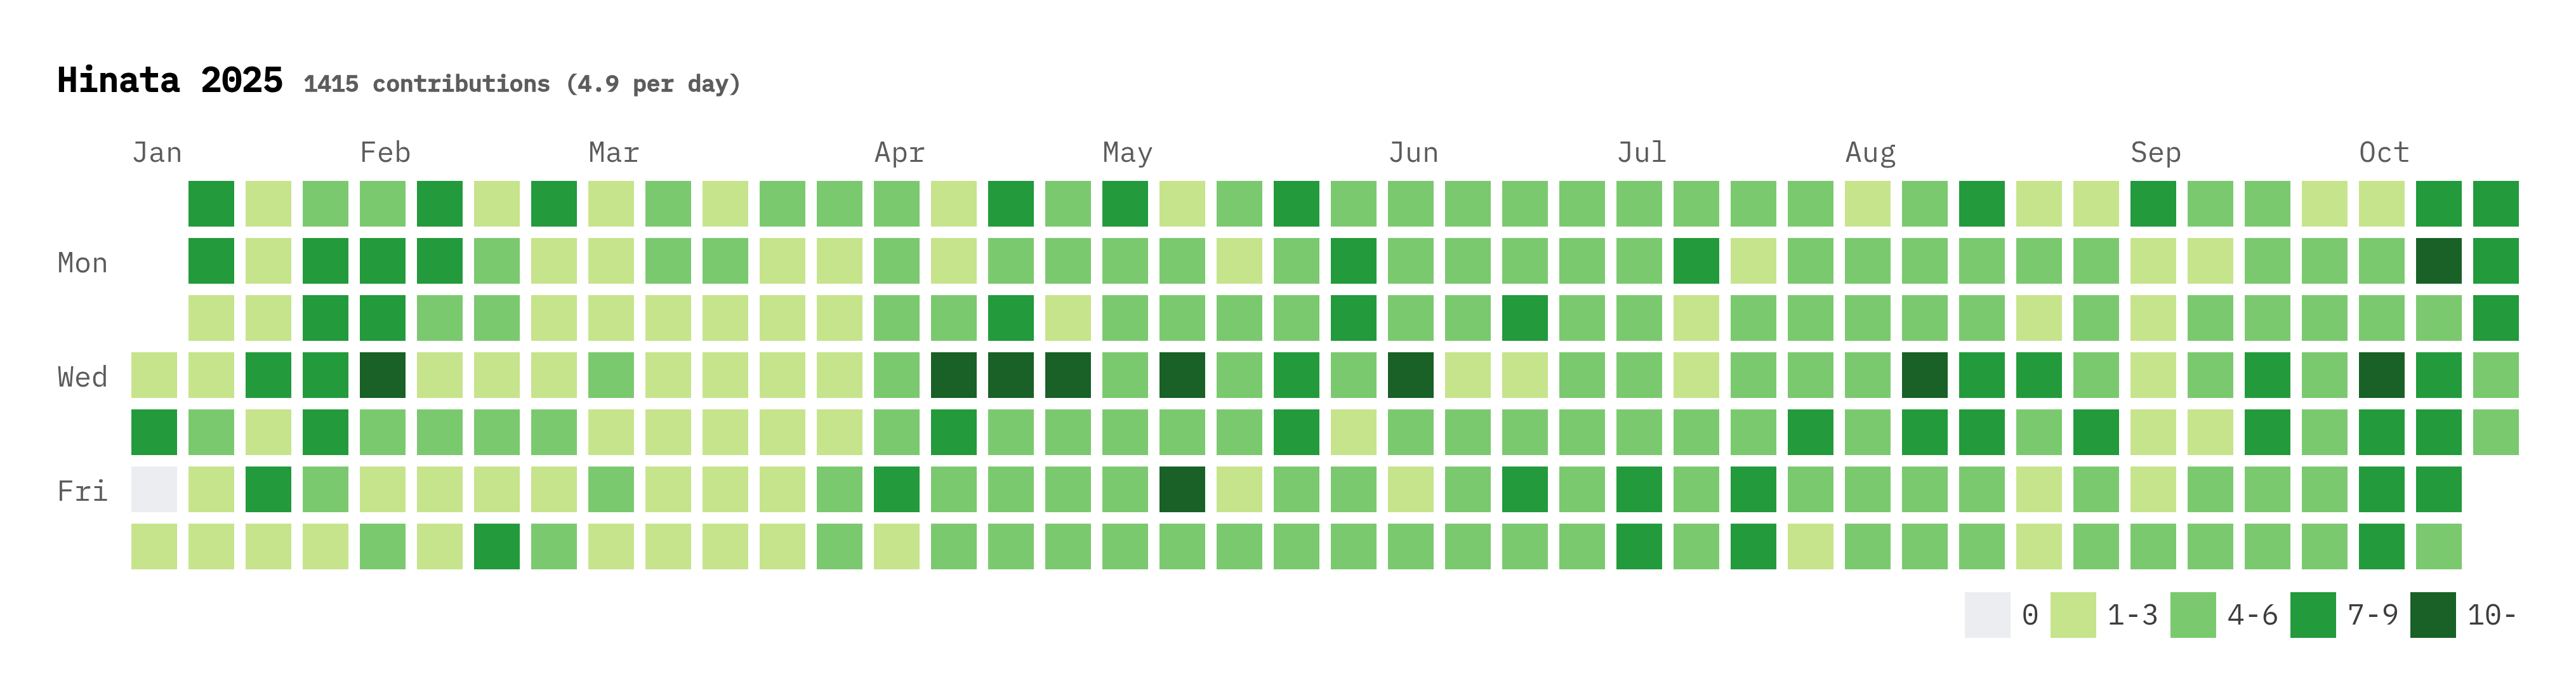 Hinata 2025 1415 contributions (4.9 per day)
Jan Feb Mar Apr May Jun Jul Aug Sep Oct
Mon
Wed
Fri
0 1-3 4-6 7-9 10-